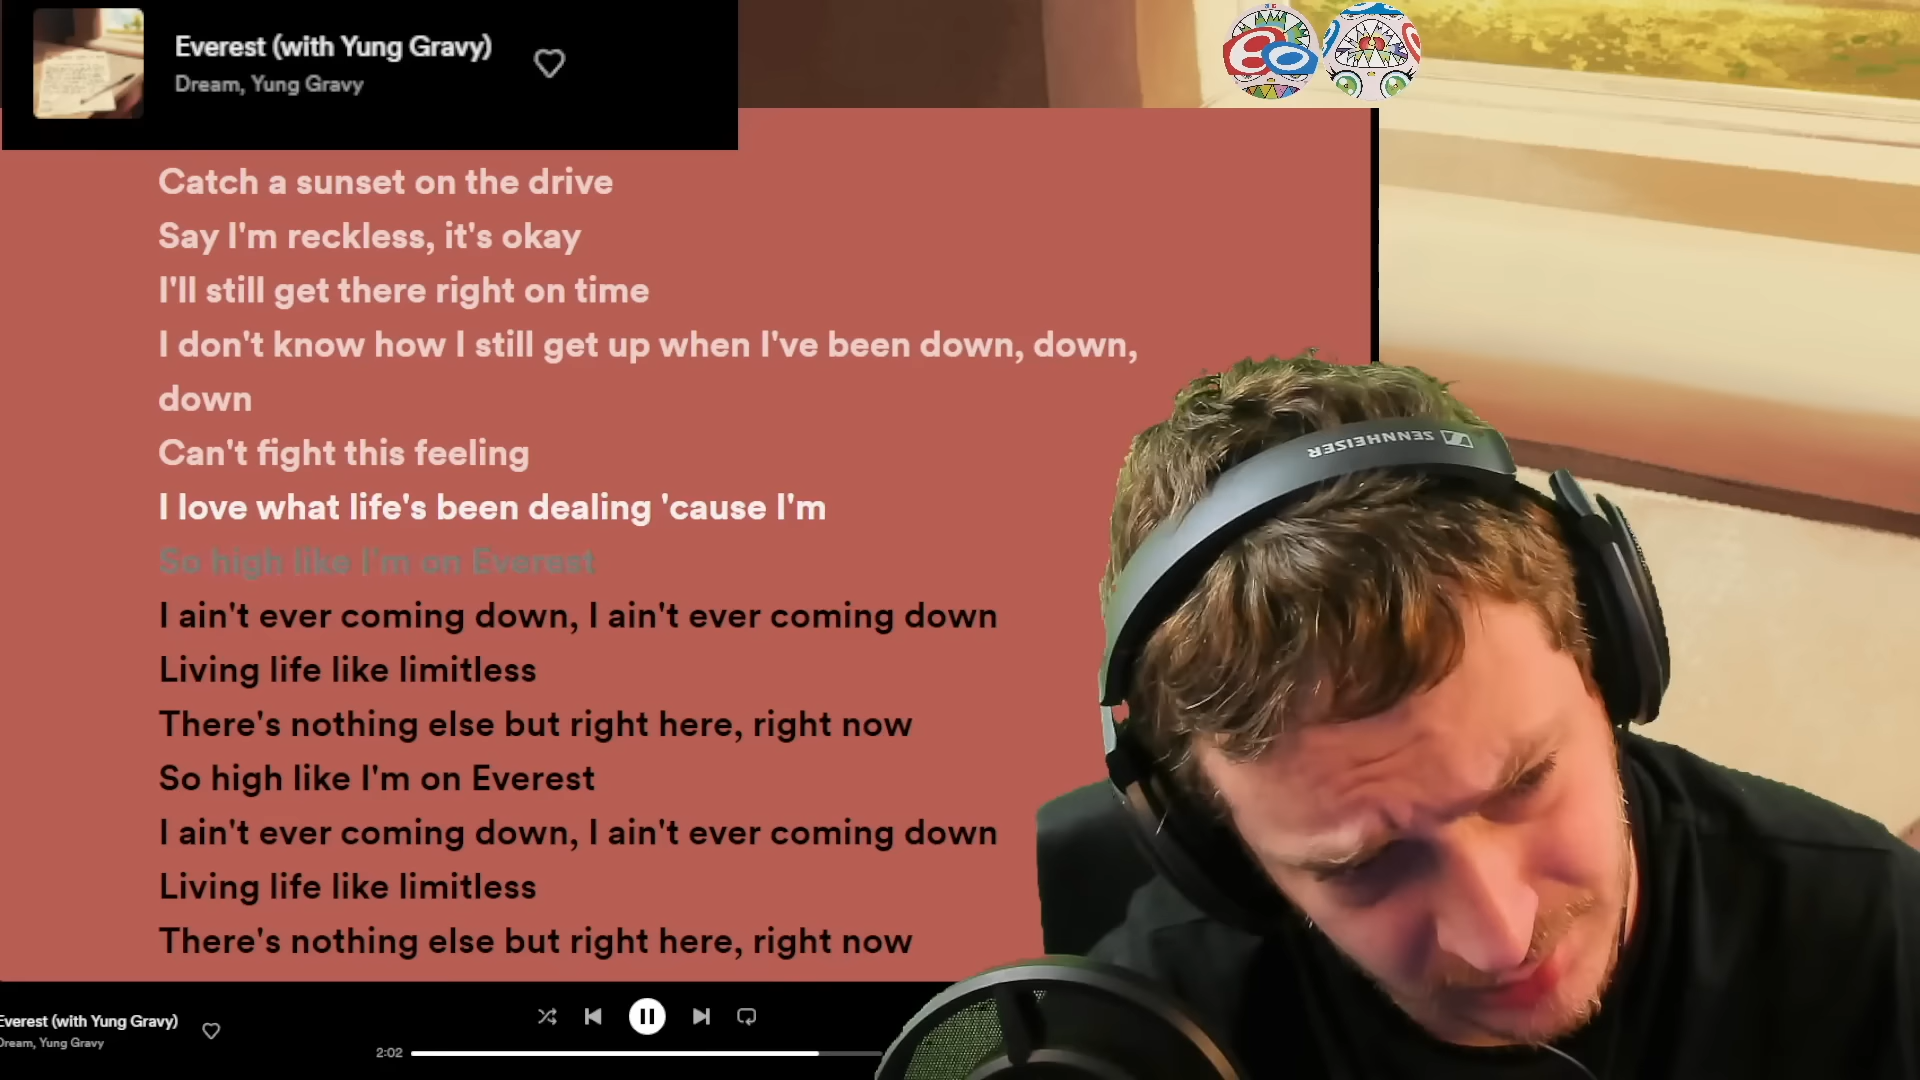 Everest (with Yung Gravy)
Dream, Yung Gravy
Catch a sunset on the drive
Say I'm reckless, it's okay
I'll still get there right on time
I don't know how I still get up when I've been down, down,
down
Can't fight this feeling
I love what life's been dealing 'cause I'm
So high like I'm on Everest
I ain't ever coming down, I ain't ever coming down
Living life like limitless
There's nothing else but right here, right now
So high like I'm on Everest
I ain't ever coming down, I ain't ever coming down
Living life like limitless
There's nothing else but right here, right now
SENNHEISER
Everest (with Yung Gravy)
Dream, Yung Gravy
2:02